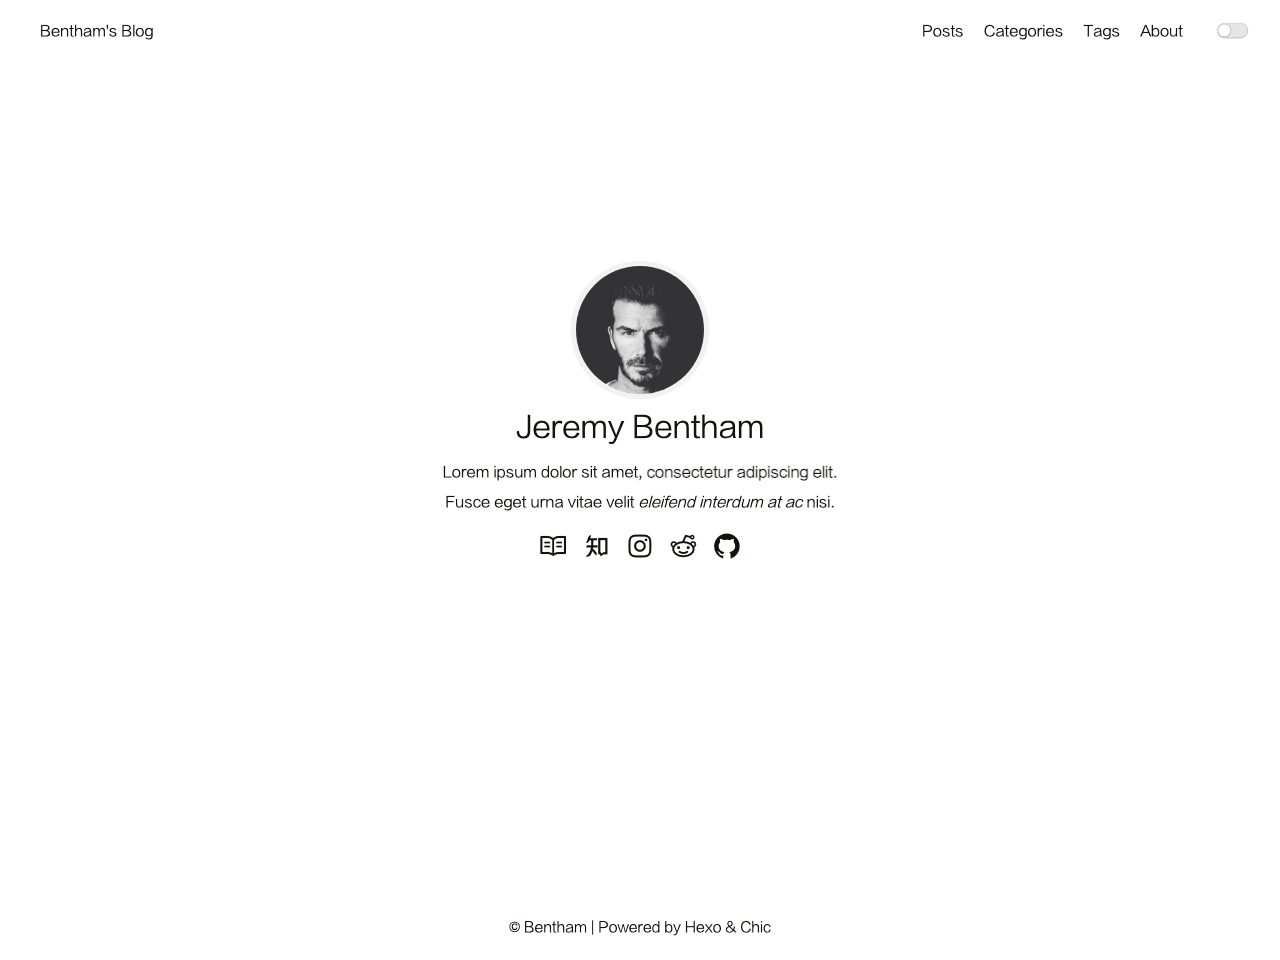 Bentham's Blog
Posts Categories Tags About
Jeremy Bentham
Lorem ipsum dolor sit amet, consectetur adipiscing elit.
Fusce eget urna vitae velit eleifend interdum at ac nisi.
知
© Bentham | Powered by Hexo & Chic